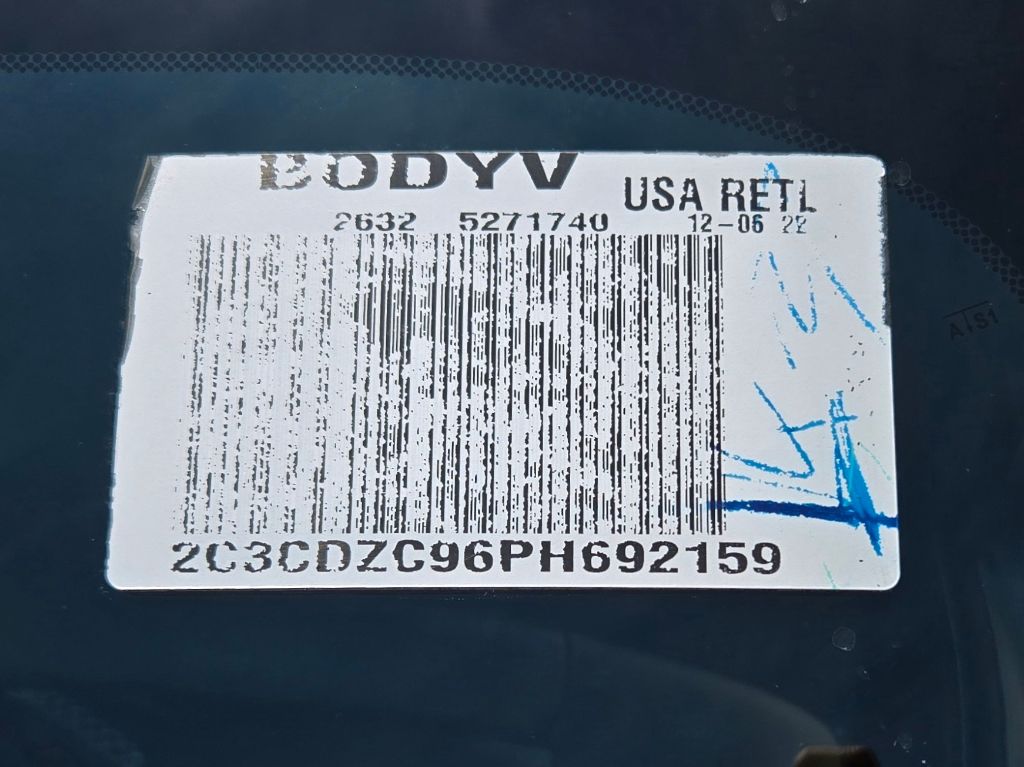 BODYV
USA RETL
2632 5271740
12-06 22
2C3CDZC96PH692159